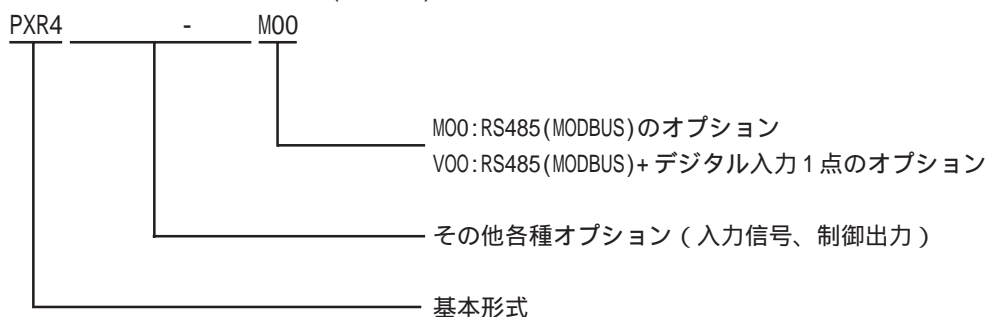 PXR4 - M00
M00:RS485(MODBUS)のオプション
V00:RS485(MODBUS)+デジタル入力1点のオプション
その他各種オプション(入力信号、制御出力)
基本形式